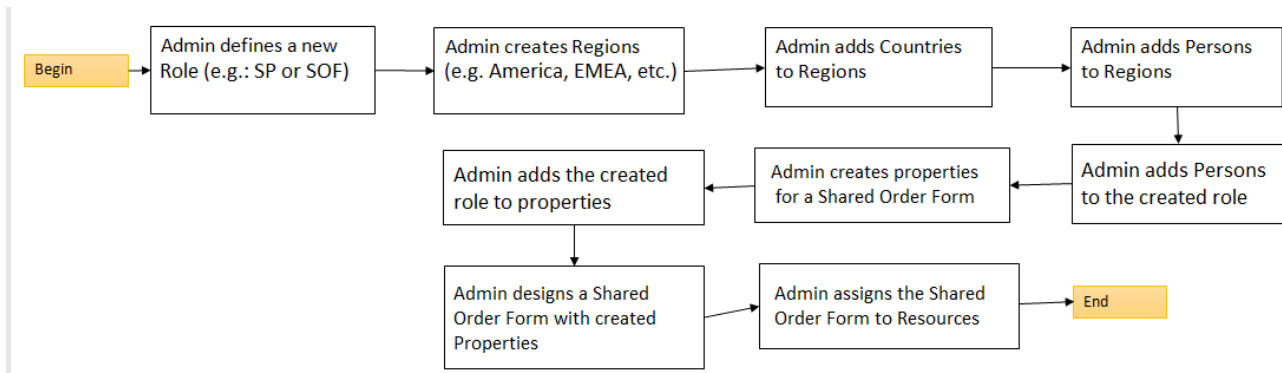 Begin
Admin defines a new
Role (e.g.: SP or SOF)
Admin creates Regions
(e.g. America, EMEA, etc.)
Admin adds Countries
to Regions
Admin adds Persons
to Regions
Admin adds Persons
to the created role
Admin creates properties
for a Shared Order Form
Admin adds the created
role to properties
Admin designs a Shared
Order Form with created
Properties
Admin assigns the Shared
Order Form to Resources
End